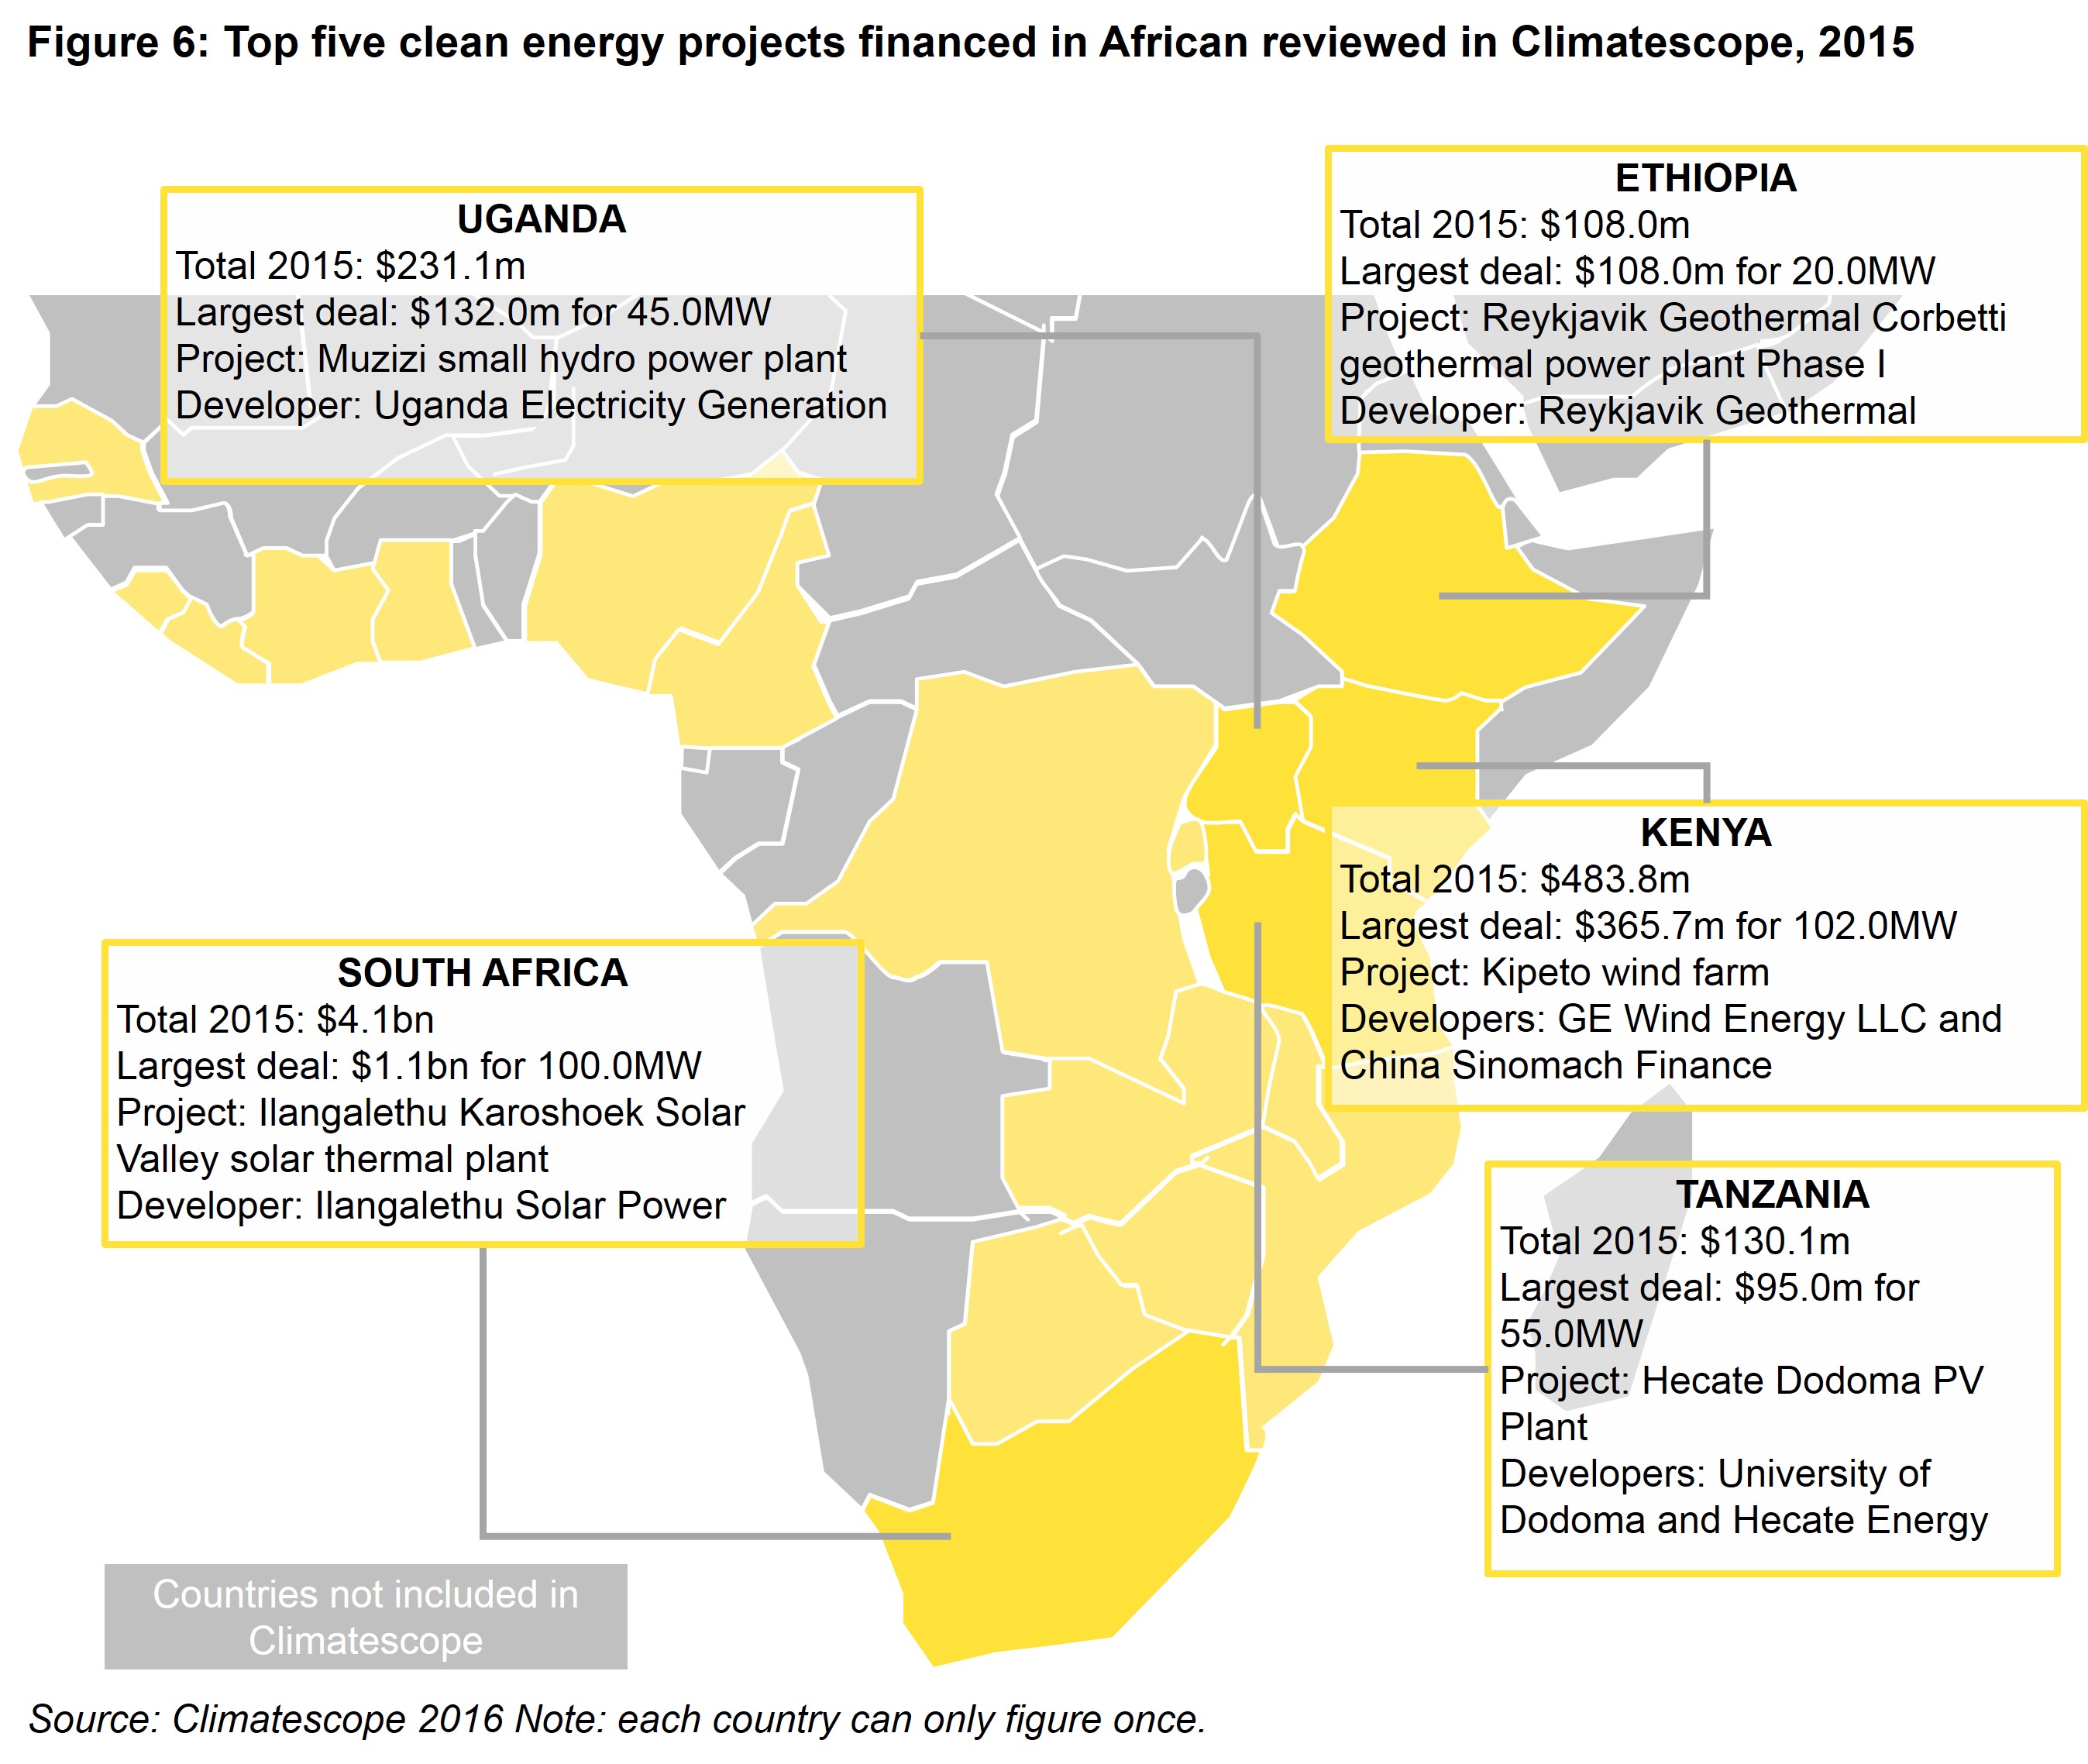 Figure 6: Top five clean energy projects financed in African reviewed in Climatescope, 2015
UGANDA
Total 2015: $231.1m
Largest deal: $132.0m for 45.0MW
Project: Muzizi small hydro power plant
Developer: Uganda Electricity Generation
ETHIOPIA
Total 2015: $108.0m
Largest deal: $108.0m for 20.0MW
Project: Reykjavik Geothermal Corbetti
geothermal power plant Phase I
Developer: Reykjavik Geothermal
KENYA
Total 2015: $483.8m
Largest deal: $365.7m for 102.0MW
Project: Kipeto wind farm
Developers: GE Wind Energy LLC and
China Sinomach Finance
SOUTH AFRICA
Total 2015: $4.1bn
Largest deal: $1.1bn for 100.0MW
Project: Ilangalethu Karoshoek Solar
Valley solar thermal plant
Developer: Ilangalethu Solar Power
TANZANIA
Total 2015: $130.1m
Largest deal: $95.0m for
55.0MW
Project: Hecate Dodoma PV
Plant
Developers: University of
Dodoma and Hecate Energy
Countries not included in
Climatescope
Source: Climatescope 2016 Note: each country can only figure once.